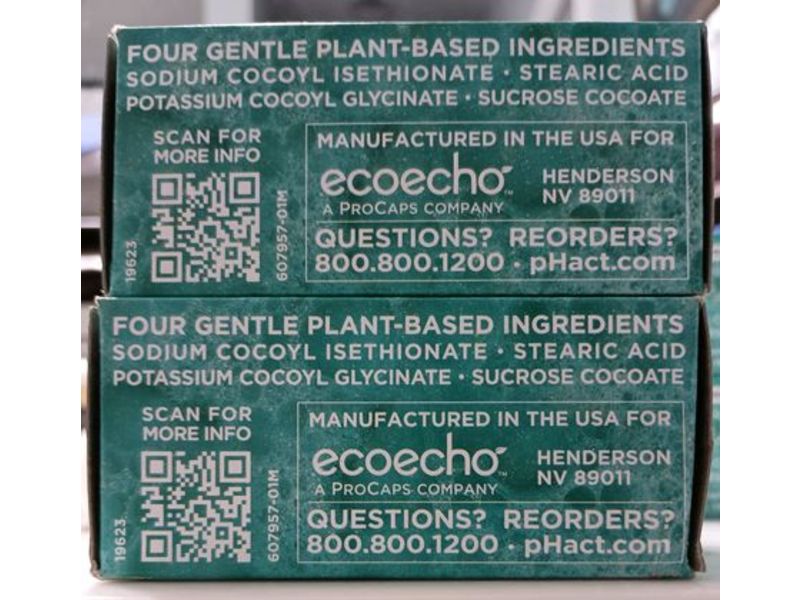 FOUR GENTLE PLANT-BASED INGREDIENTS
SODIUM COCOYL ISETHIONATE · STEARIC ACID
POTASSIUM COCOYL GLYCINATE · SUCROSE COCOATE
SCAN FOR
MORE INFO
19623
607957-01M
MANUFACTURED IN THE USA FOR
ecoecho™
A PROCAPS COMPANY
HENDERSON
NV 89011
QUESTIONS? REORDERS?
800.800.1200 · pHact.com
FOUR GENTLE PLANT-BASED INGREDIENTS
SODIUM COCOYL ISETHIONATE · STEARIC ACID
POTASSIUM COCOYL GLYCINATE · SUCROSE COCOATE
SCAN FOR
MORE INFO
19623
607957-01M
MANUFACTURED IN THE USA FOR
ecoecho™
A PROCAPS COMPANY
HENDERSON
NV 89011
QUESTIONS? REORDERS?
800.800.1200 · pHact.com